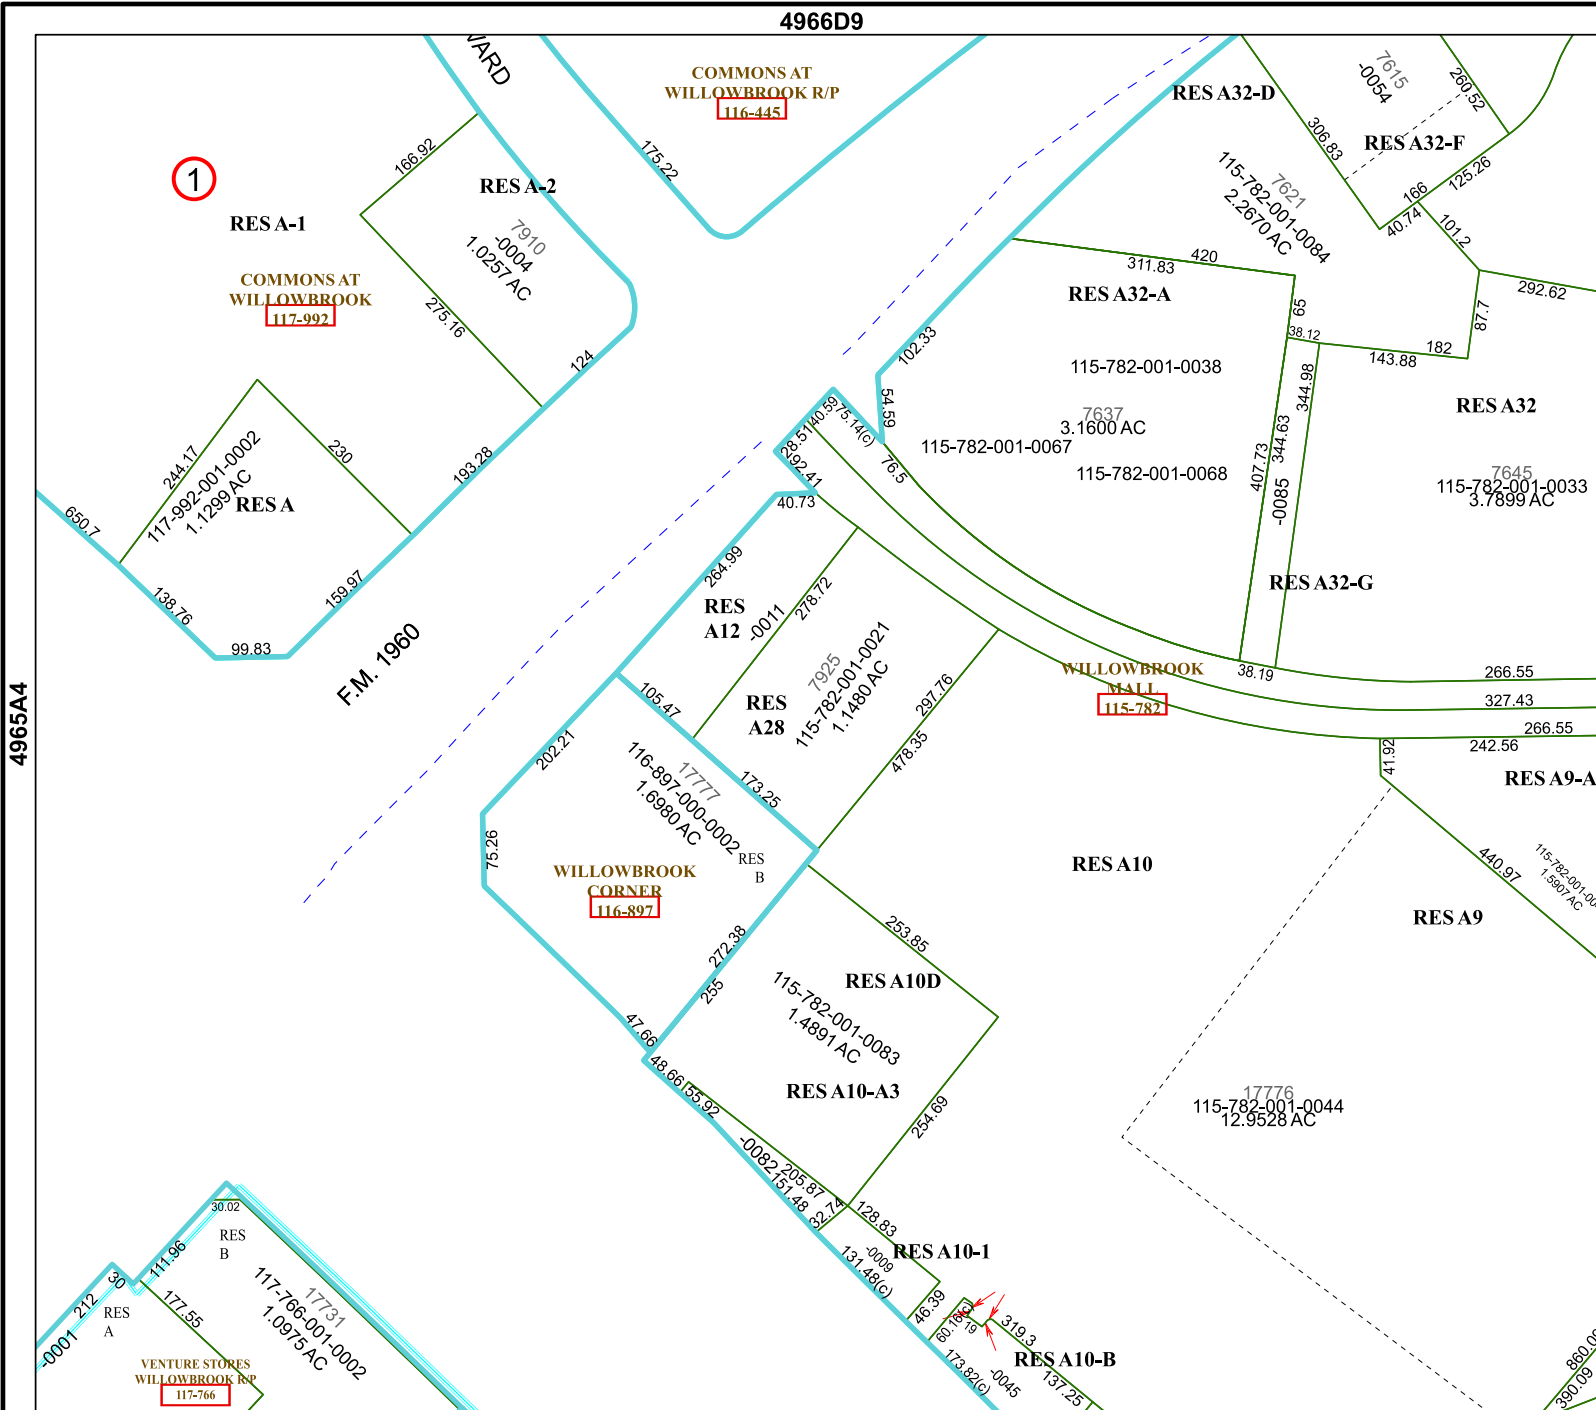 4966D9
4965A4
VARD
COMMONS AT
WILLOWBROOK R/P
116-445
175.22
1
RES A-1
166.92
RES A-2
7910
-0004
1.0257 AC
COMMONS AT
WILLOWBROOK
117-992
275.16
124
244.17
117-992-001-0002
1.1299 AC
230
RES A
193.28
650.7
138.76
159.97
99.83
F.M. 1960
RES A32-D
7615
-0054
260.52
306.83
RES A32-F
166
125.26
115-782-001-0084
7621
2.2670 AC
40.74
101.2
311.83
420
RES A32-A
65
38.12
292.62
87.7
182
143.88
102.33
54.59
115-782-001-0038
7637
3.1600 AC
115-782-001-0067
115-782-001-0068
344.98
344.63
407.73
-0085
RES A32
7645
115-782-001-0033
3.7899 AC
RES A32-G
28.51
40.59
75.14(c)
76.5
92.41
40.73
264.99
RES
A12
-0011
278.72
7925
115-782-001-0021
1.1480 AC
RES
A28
297.76
478.35
105.47
173.25
WILLOWBROOK
MALL
115-782
38.19
266.55
327.43
266.55
242.56
41.92
RES A9-A
202.21
75.26
116-897-000-0002
17777
1.6980 AC
RES
B
WILLOWBROOK
CORNER
116-897
272.38
255
47.66
48.66
RES A10
440.97
1.5907 AC
RES A9
253.85
RES A10D
115-782-001-0083
1.4891 AC
RES A10-A3
254.69
17776
115-782-001-0044
12.9528 AC
55.92
-0082
205.87
151.48
32.74
128.83
-0009
RES A10-1
131.48(c)
46.39
60.16(c)
19
319.3
RES A10-B
-0045
137.25
173.82(c)
390.09
30.02
RES
B
111.96
30
212
-0001
RES
A
177.55
17731
117-766-001-0002
1.0975 AC
VENTURE STORES
WILLOWBROOK R/P
117-766